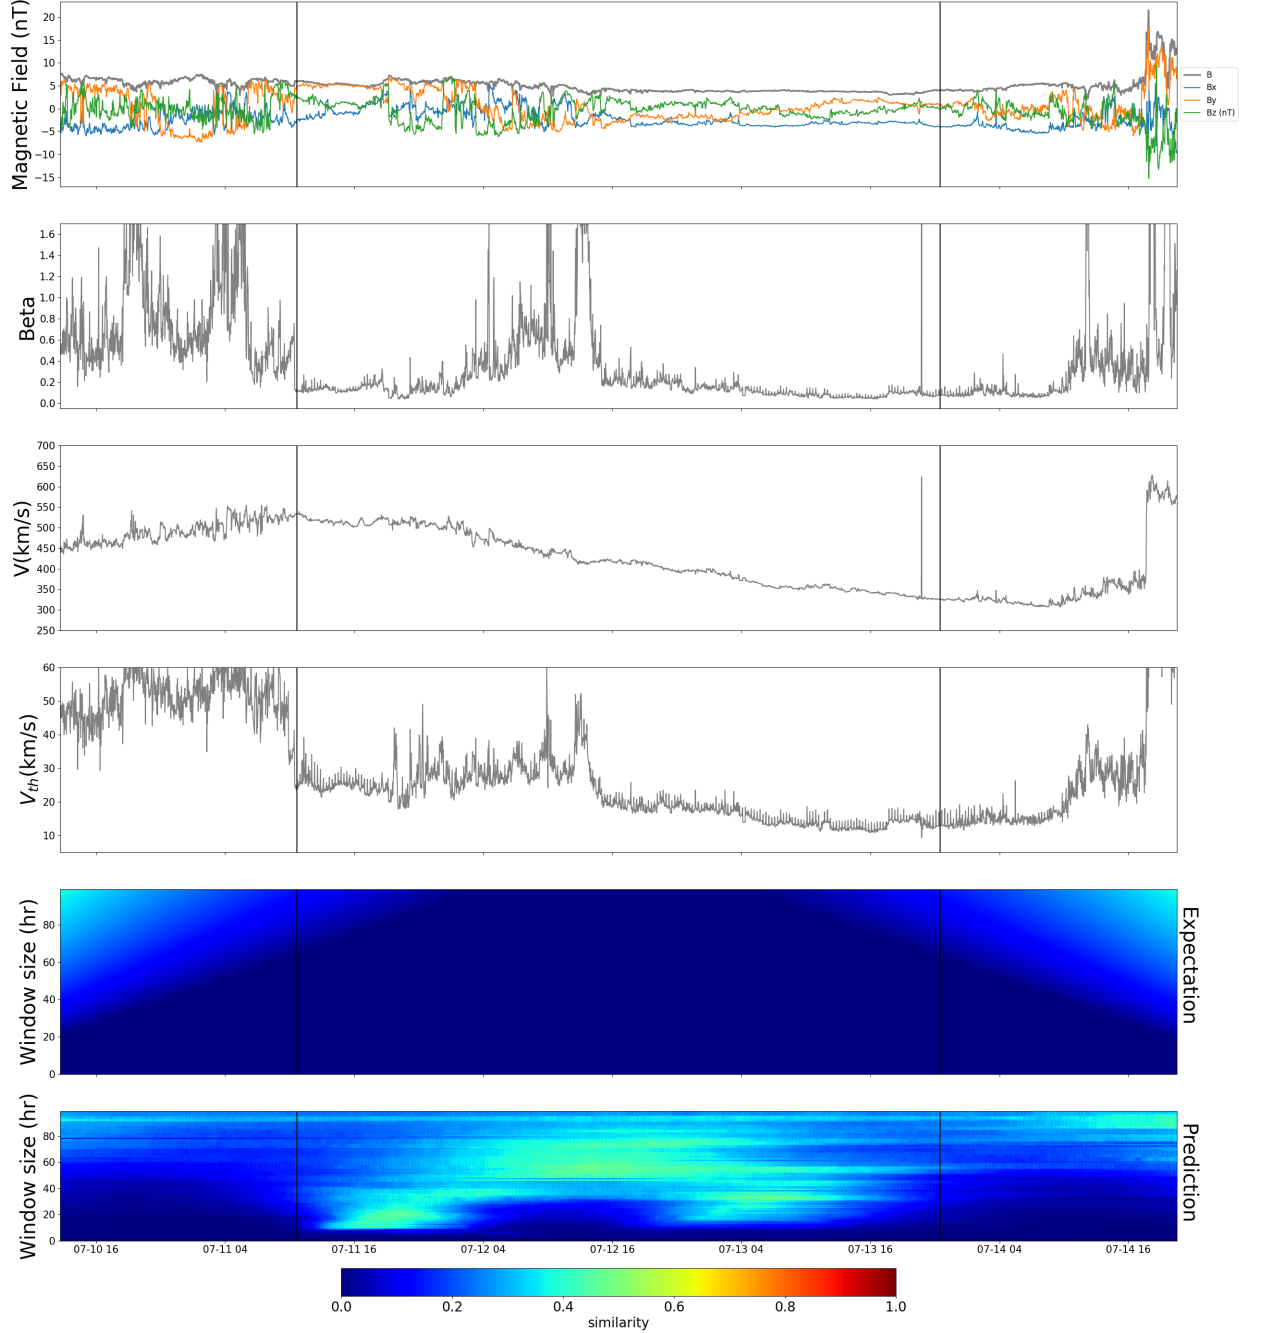 Magnetic Field (nT)
20
15
10
5
0
−5
−10
−15
B
Bx
By
Bz (nT)
Beta
1.6
1.4
1.2
1.0
0.8
0.6
0.4
0.2
0.0
V(km/s)
700
650
600
550
500
450
400
350
300
250
Vth(km/s)
60
50
40
30
20
10
Window size (hr)
80
60
40
20
0
Expectation
Window size (hr)
80
60
40
20
0
Prediction
07-10 16 07-11 04 07-11 16 07-12 04 07-12 16 07-13 04 07-13 16 07-14 04 07-14 16
0.0 0.2 0.4 0.6 0.8 1.0
similarity